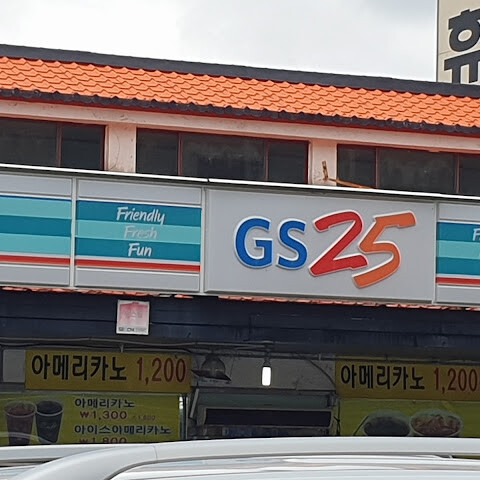 휴
Friendly
Fresh
Fun
GS25
F
아메리카노 1,200
아메리카노 1,200
아메리카노
₩1,300
아이스아메리카노
₩1,800